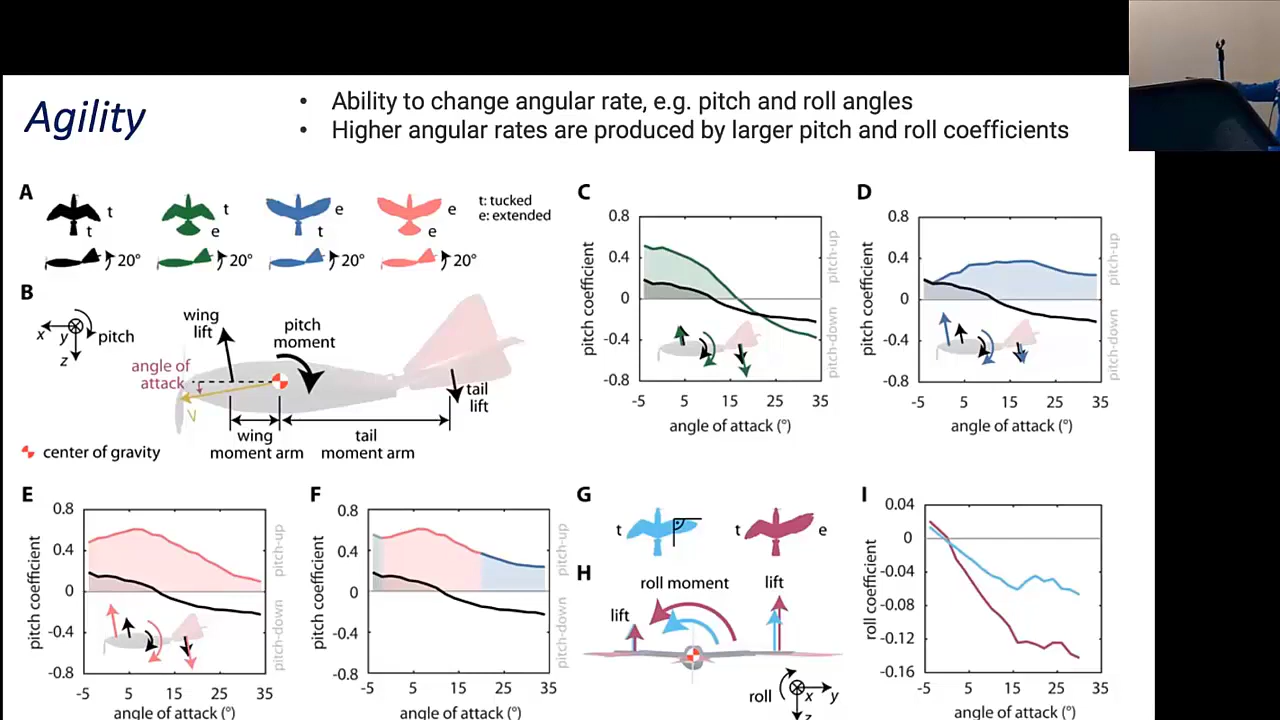 Agility
• Ability to change angular rate, e.g. pitch and roll angles
• Higher angular rates are produced by larger pitch and roll coefficients
A
t
t
t
e
e
t
e
e
t: tucked
e: extended
20°
20°
20°
20°
B
x
y
z
pitch
wing
lift
pitch
moment
angle of
attack
V
tail
lift
wing
moment arm
tail
moment arm
center of gravity
C
pitch coefficient
0.8
0.4
0
-0.4
-0.8
-5
5
15
25
35
angle of attack (°)
pitch-up
pitch-down
D
pitch coefficient
0.8
0.4
0
-0.4
-0.8
-5
5
15
25
35
angle of attack (°)
pitch-up
pitch-down
E
pitch coefficient
0.8
0.4
0
-0.4
-0.8
-5
5
15
25
35
angle of attack (°)
pitch-up
pitch-down
F
pitch coefficient
0.8
0.4
0
-0.4
-0.8
-5
5
15
25
35
angle of attack (°)
pitch-up
pitch-down
G
t
t
e
H
roll moment
lift
lift
roll
x
y
z
I
roll coefficient
0.04
0
-0.04
-0.08
-0.12
-0.16
-5
5
15
25
35
angle of attack (°)